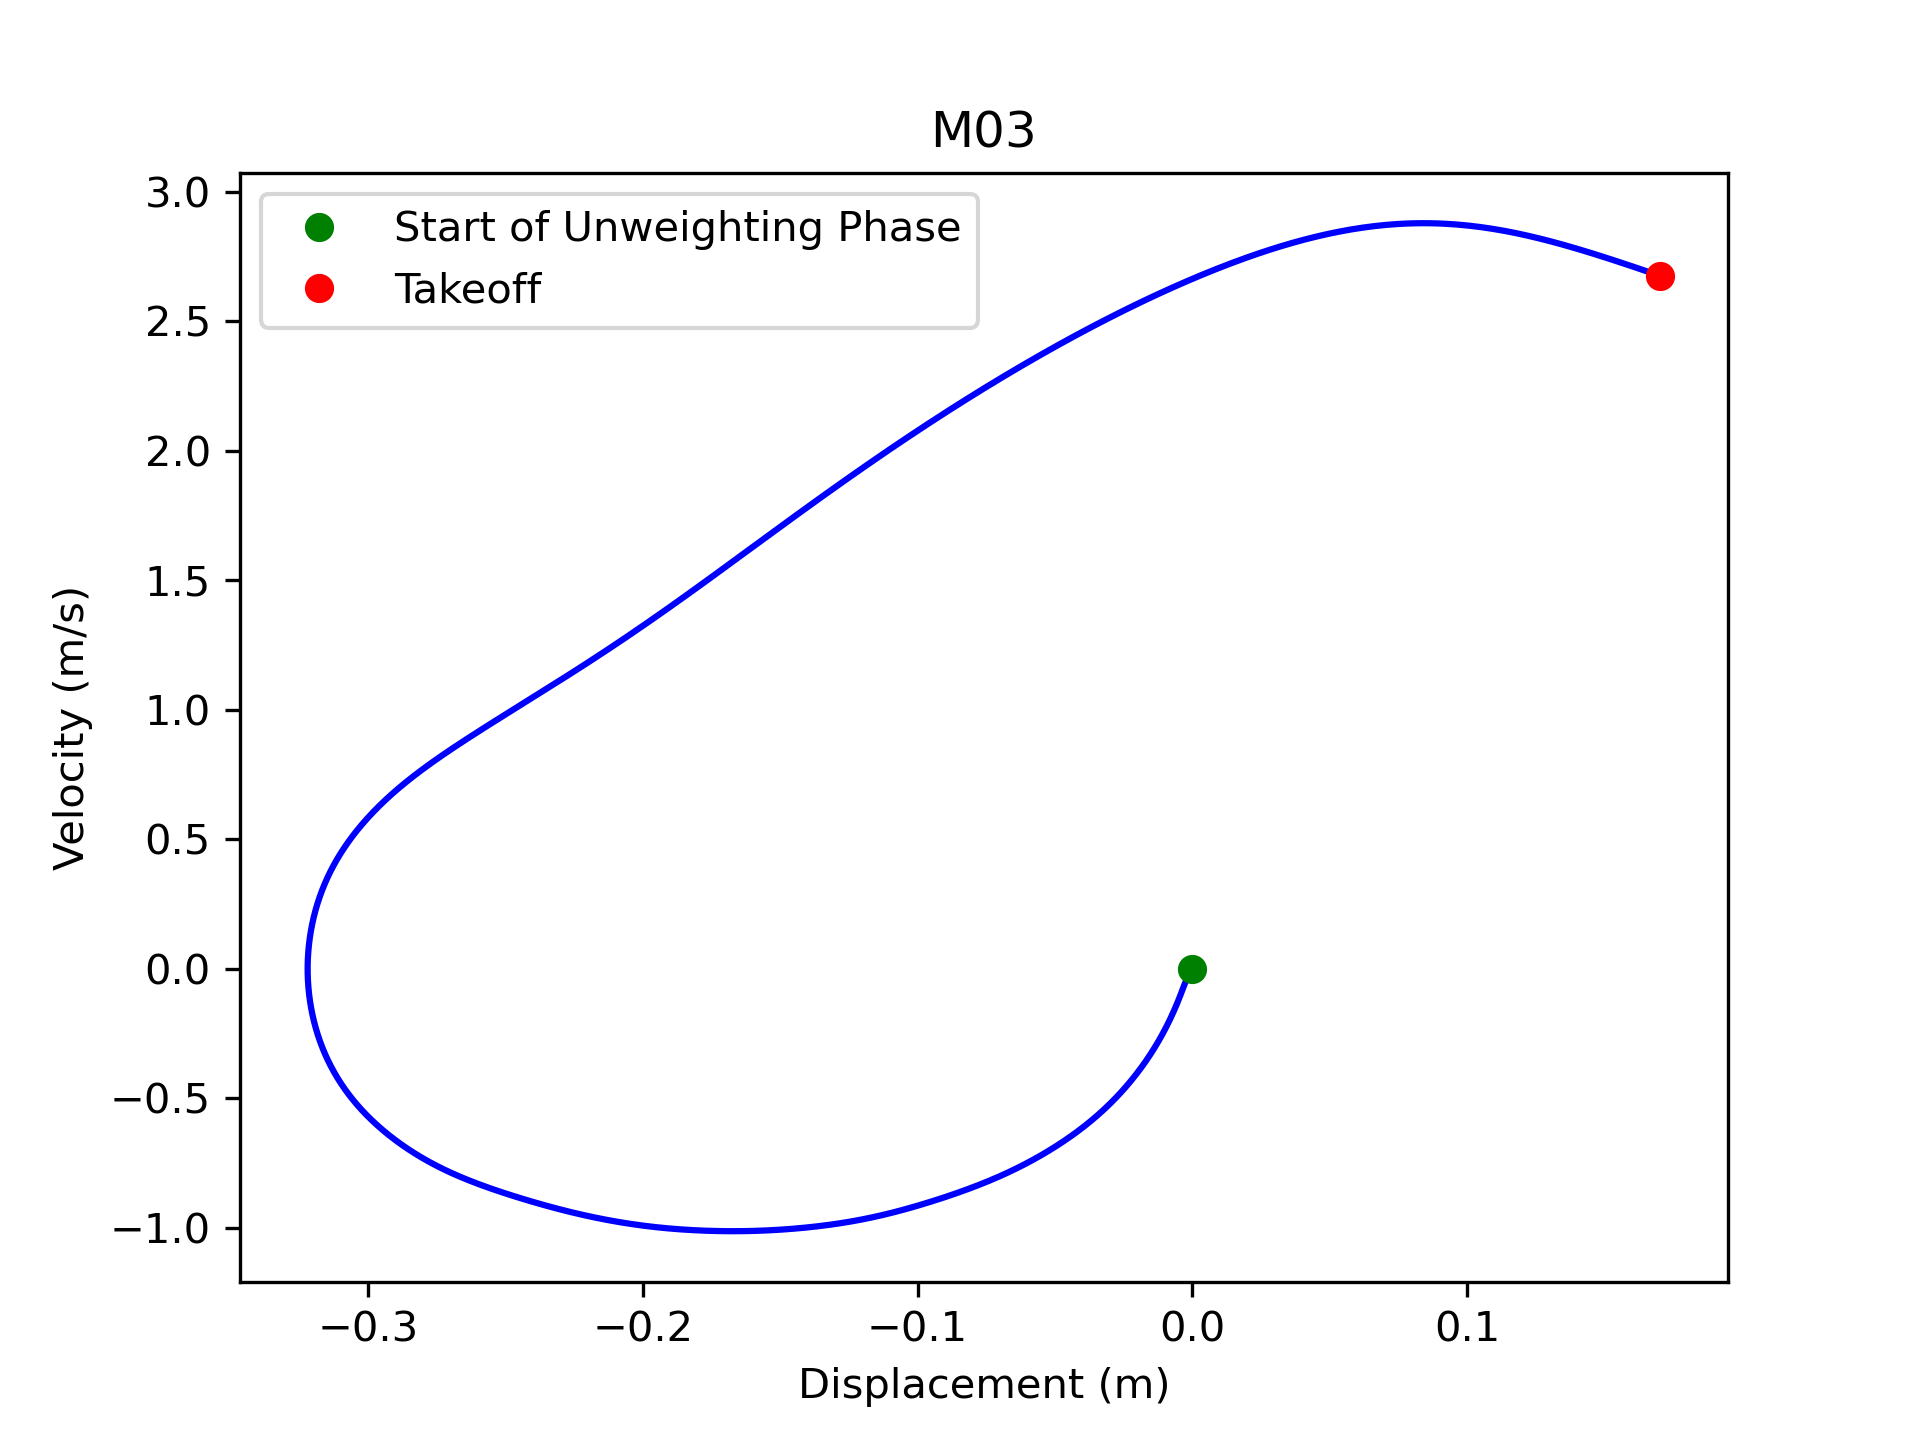 M03
Start of Unweighting Phase
Takeoff
3.0
2.5
2.0
1.5
1.0
0.5
0.0
−0.5
−1.0
Velocity (m/s)
−0.3 −0.2 −0.1 0.0 0.1
Displacement (m)